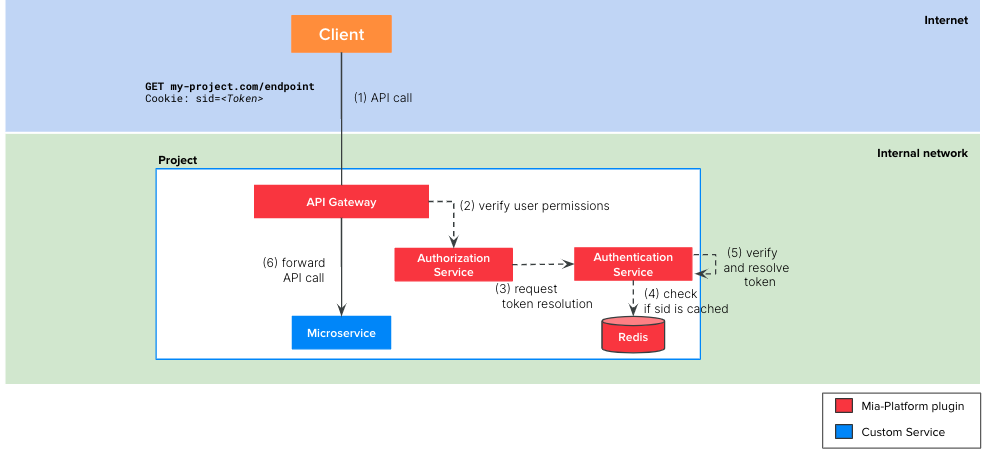 Client
Internet
GET my-project.com/endpoint
Cookie: sid=<Token>
(1) API call
Internal network
Project
API Gateway
(2) verify user permissions
Authorization
Service
Authentication
Service
(5) verify
and resolve
token
(6) forward
API call
(3) request
token resolution
(4) check
if sid is cached
Microservice
Redis
Mia-Platform plugin
Custom Service